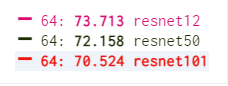 64: 73.713 resnet12
64: 72.158 resnet50
64: 70.524 resnet101